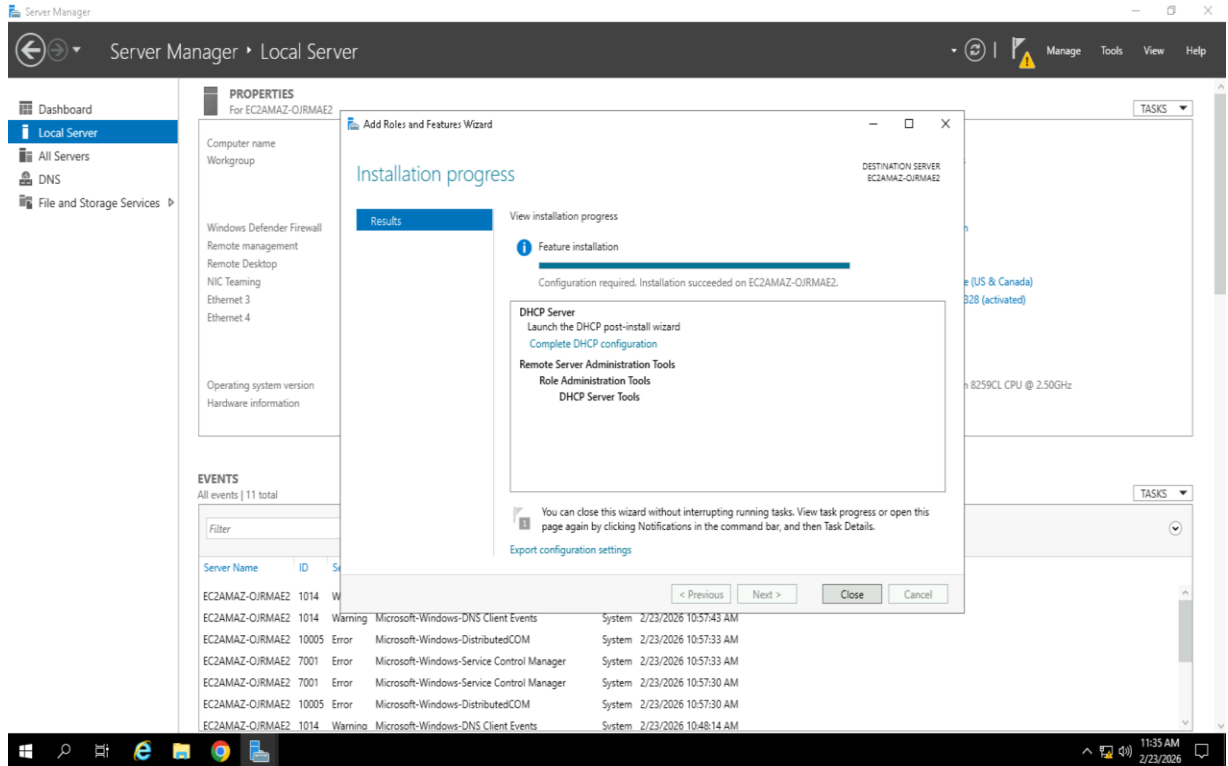 Server Manager
Server Manager ‣ Local Server
Manage Tools View Help
Dashboard
Local Server
All Servers
DNS
File and Storage Services
PROPERTIES
For EC2AMAZ-OJRMAE2
TASKS
Computer name
Workgroup
Windows Defender Firewall
Remote management
Remote Desktop
NIC Teaming
Ethernet 3
Ethernet 4
Operating system version
Hardware information
e (US & Canada)
328 (activated)
n 8259CL CPU @ 2.50GHz
Add Roles and Features Wizard
Installation progress
DESTINATION SERVER
EC2AMAZ-OJRMAE2
Results
View installation progress
Feature installation
Configuration required. Installation succeeded on EC2AMAZ-OJRMAE2.
DHCP Server
Launch the DHCP post-install wizard
Complete DHCP configuration
Remote Server Administration Tools
Role Administration Tools
DHCP Server Tools
You can close this wizard without interrupting running tasks. View task progress or open this
page again by clicking Notifications in the command bar, and then Task Details.
Export configuration settings
< Previous Next > Close Cancel
EVENTS
All events | 11 total
TASKS
Filter
Server Name ID Se
EC2AMAZ-OJRMAE2 1014 W
EC2AMAZ-OJRMAE2 1014 Warning Microsoft-Windows-DNS Client Events System 2/23/2026 10:57:43 AM
EC2AMAZ-OJRMAE2 10005 Error Microsoft-Windows-DistributedCOM System 2/23/2026 10:57:33 AM
EC2AMAZ-OJRMAE2 7001 Error Microsoft-Windows-Service Control Manager System 2/23/2026 10:57:33 AM
EC2AMAZ-OJRMAE2 7001 Error Microsoft-Windows-Service Control Manager System 2/23/2026 10:57:30 AM
EC2AMAZ-OJRMAE2 10005 Error Microsoft-Windows-DistributedCOM System 2/23/2026 10:57:30 AM
EC2AMAZ-OJRMAE2 1014 Warning Microsoft-Windows-DNS Client Events System 2/23/2026 10:48:14 AM
11:35 AM
2/23/2026